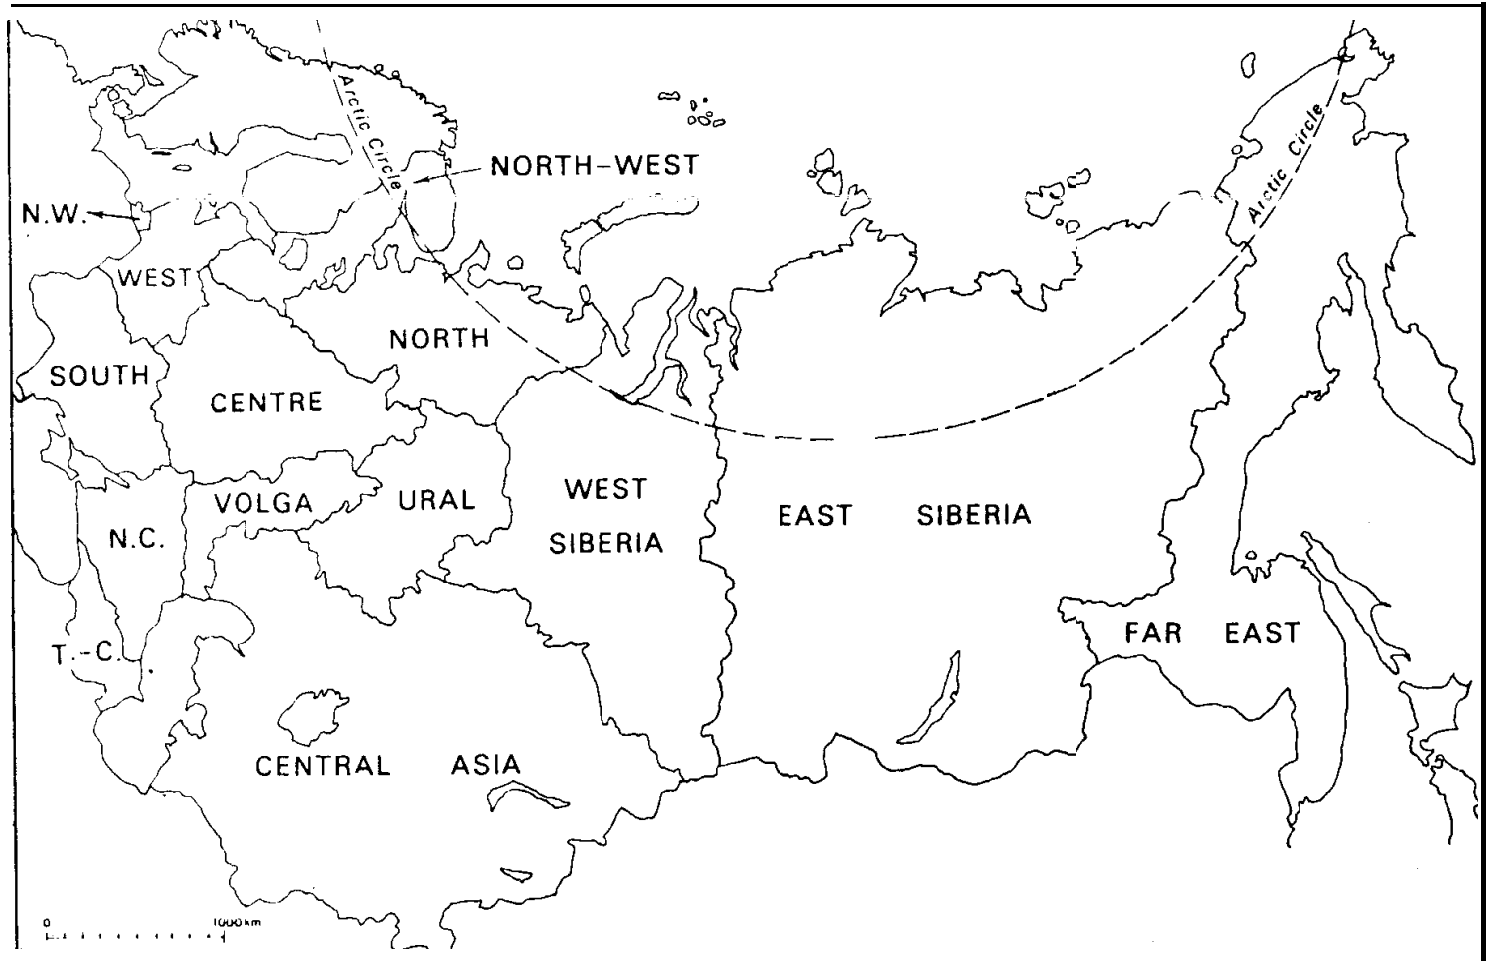 Arctic Circle
Arctic Circle
NORTH-WEST
N.W.
WEST
NORTH
SOUTH
CENTRE
WEST
SIBERIA
VOLGA
URAL
EAST SIBERIA
N.C.
FAR EAST
T.-C.
CENTRAL ASIA
0 1000km